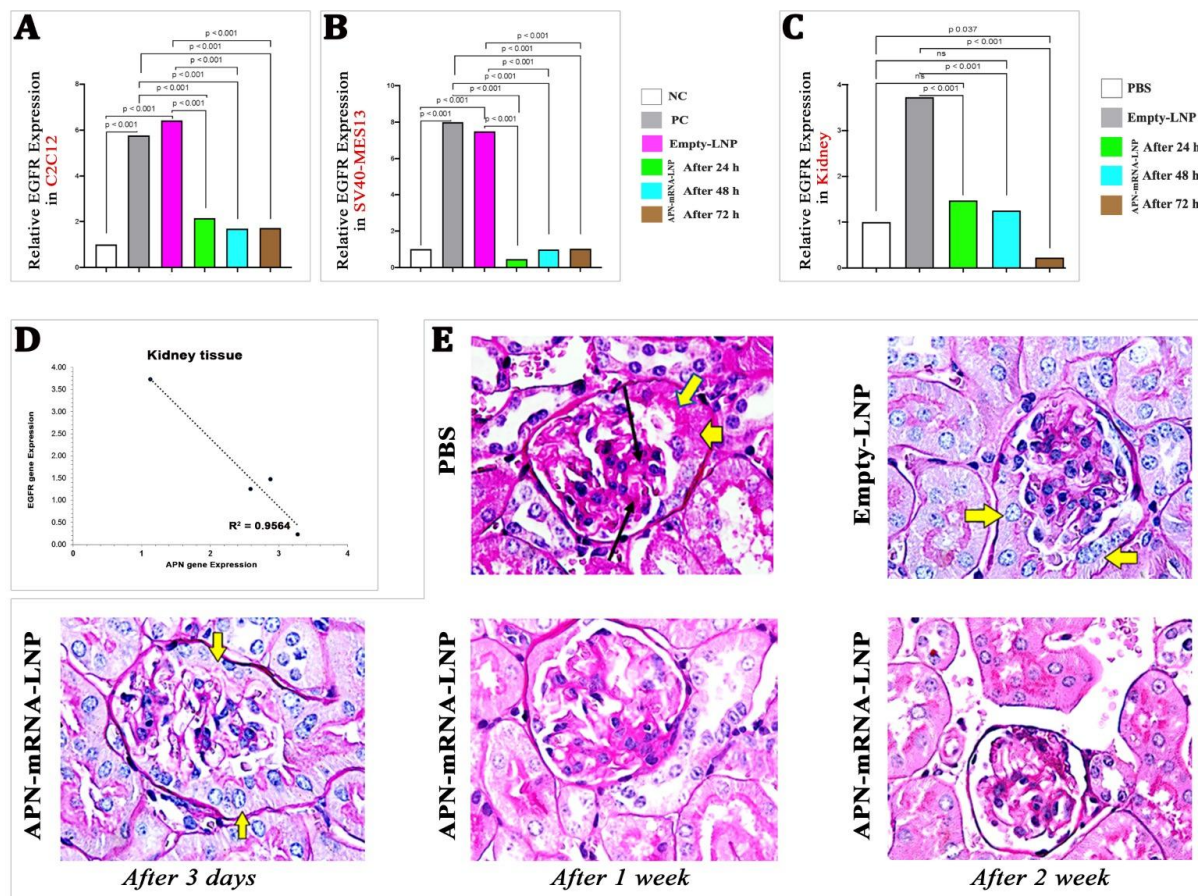 A
Relative EGFR Expression
in C2C12
8
6
4
2
0
p < 0.001
p < 0.001
p < 0.001
p < 0.001
p < 0.001
p < 0.001
p < 0.001
p < 0.001
B
Relative EGFR Expression
in SV40-MES13
10
8
6
4
2
0
p < 0.001
p < 0.001
p < 0.001
p < 0.001
p < 0.001
p < 0.001
p < 0.001
p < 0.001
NC
PC
Empty-LNP
APN-mRNA-LNP
After 24 h
After 48 h
After 72 h
C
Relative EGFR Expression
in Kidney
4
3
2
1
0
p 0.037
p < 0.001
ns
p < 0.001
ns
p < 0.001
PBS
Empty-LNP
APN-mRNA-LNP
After 24 h
After 48 h
After 72 h
D
Kidney tissue
EGFR gene Expression
4.00
3.50
3.00
2.50
2.00
1.50
1.00
0.50
0.00
R² = 0.9564
0 1 2 3 4
APN gene Expression
E
PBS
Empty-LNP
APN-mRNA-LNP
After 3 days
APN-mRNA-LNP
After 1 week
APN-mRNA-LNP
After 2 week